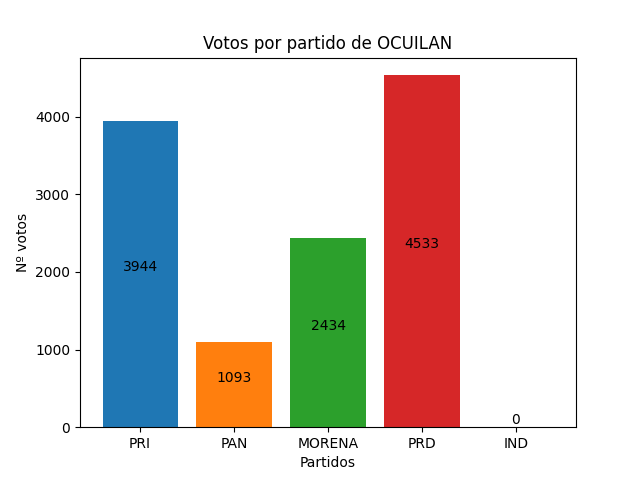 Votos por partido de OCUILAN
Nº votos
4000
3000
2000
1000
0
3944
1093
2434
4533
0
PRI
PAN
MORENA
PRD
IND
Partidos